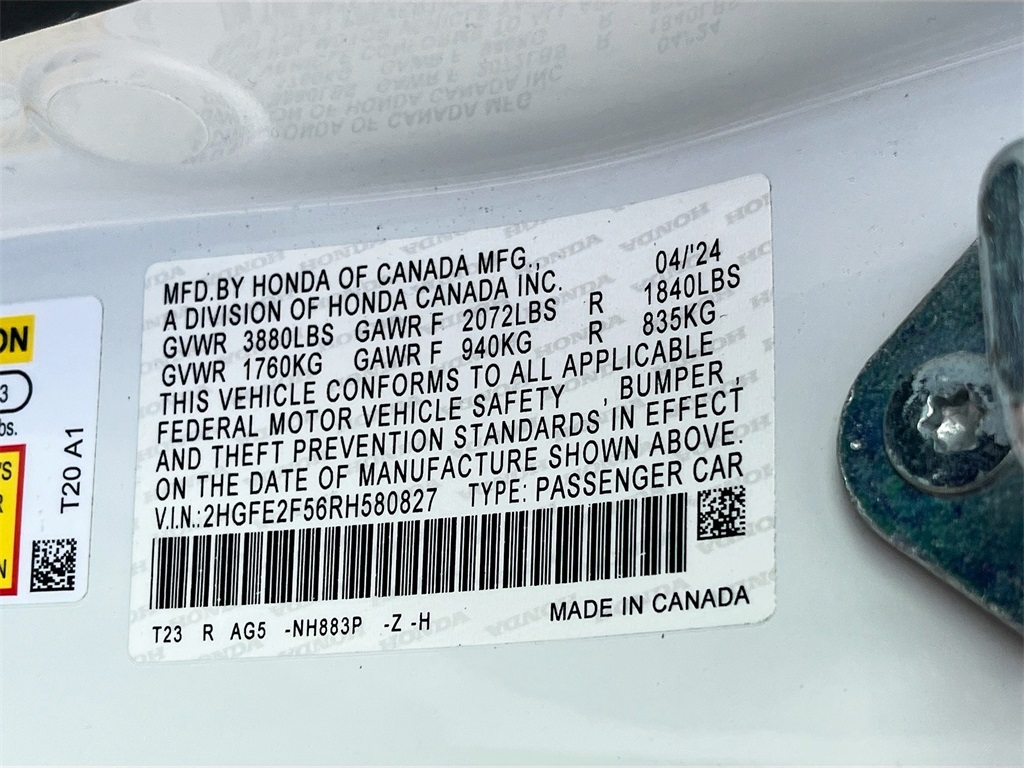 MFD.BY HONDA OF CANADA MFG., 04/'24
A DIVISION OF HONDA CANADA INC.
GVWR 3880LBS GAWR F 2072LBS R 1840LBS
GVWR 1760KG GAWR F 940KG R 835KG
THIS VEHICLE CONFORMS TO ALL APPLICABLE
FEDERAL MOTOR VEHICLE SAFETY , BUMPER ,
AND THEFT PREVENTION STANDARDS IN EFFECT
ON THE DATE OF MANUFACTURE SHOWN ABOVE.
V.I.N.:2HGFE2F56RH580827 TYPE: PASSENGER CAR
T23 R AG5 -NH883P -Z -H MADE IN CANADA
T20 A1